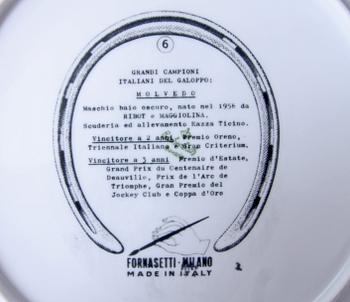 6
GRANDI CAMPIONI
ITALIANI DEL GALOPPO:
MOLVEDO
Maschio baio oscuro, nato nel 1958 da
RIBOT e MAGGIOLINA.
Scuderia ed allevamento Razza Ticino.
Vincitore a 2 anni Premio Oreno,
Triennale Italiano e Gran Criterium.
Vincitore a 3 anni Premio d'Estate,
Grand Prix du Centenaire de
Deauville, Prix de l'Arc de
Triomphe, Gran Premio del
Jockey Club e Coppa d'Oro
FORNASETTI - MILANO
MADE IN ITALY